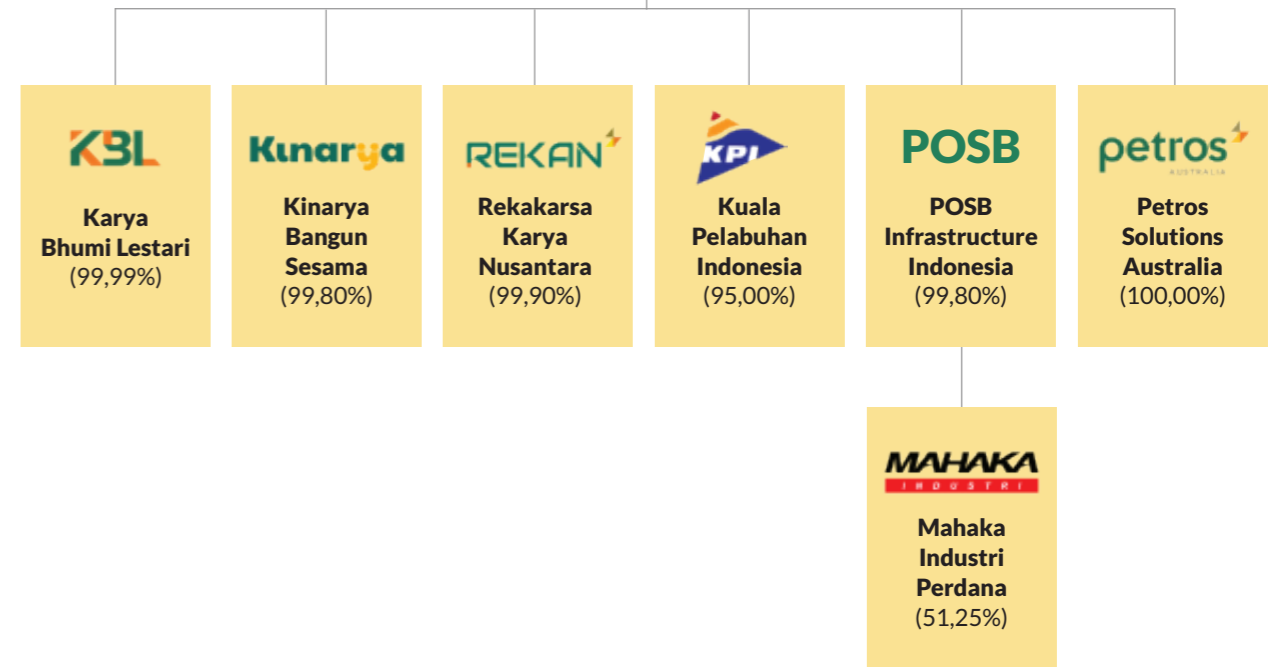 KBL
Karya
Bhumi Lestari
(99,99%)
Kınarya
Kinarya
Bangun
Sesama
(99,80%)
REKAN
Rekakarsa
Karya
Nusantara
(99,90%)
KPI
Kuala
Pelabuhan
Indonesia
(95,00%)
POSB
POSB
Infrastructure
Indonesia
(99,80%)
petros
AUSTRALIA
Petros
Solutions
Australia
(100,00%)
MAHAKA
INDUSTRI
Mahaka
Industri
Perdana
(51,25%)